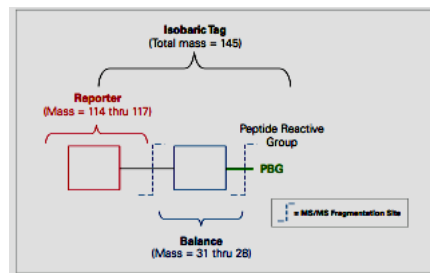 Isobaric Tag
(Total mass = 145)
Reporter
(Mass = 114 thru 117)
Peptide Reactive
Group
PBG
= MS/MS Fragmentation Site
Balance
(Mass = 31 thru 28)